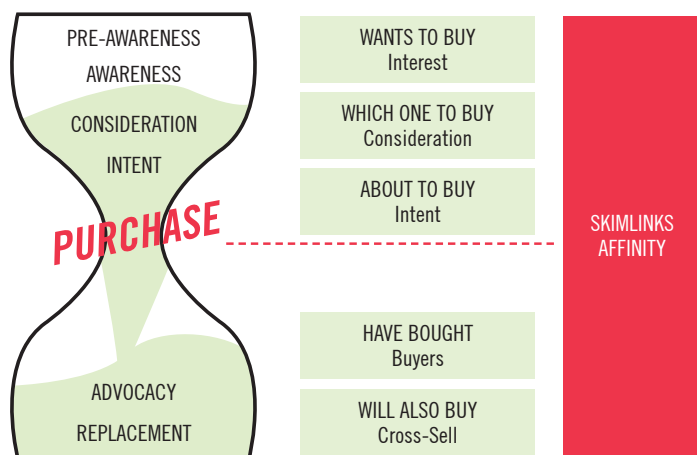 PRE-AWARENESS
AWARENESS
CONSIDERATION
INTENT
PURCHASE
ADVOCACY
REPLACEMENT
WANTS TO BUY
Interest
WHICH ONE TO BUY
Consideration
ABOUT TO BUY
Intent
HAVE BOUGHT
Buyers
WILL ALSO BUY
Cross-Sell
SKIMLINKS
AFFINITY